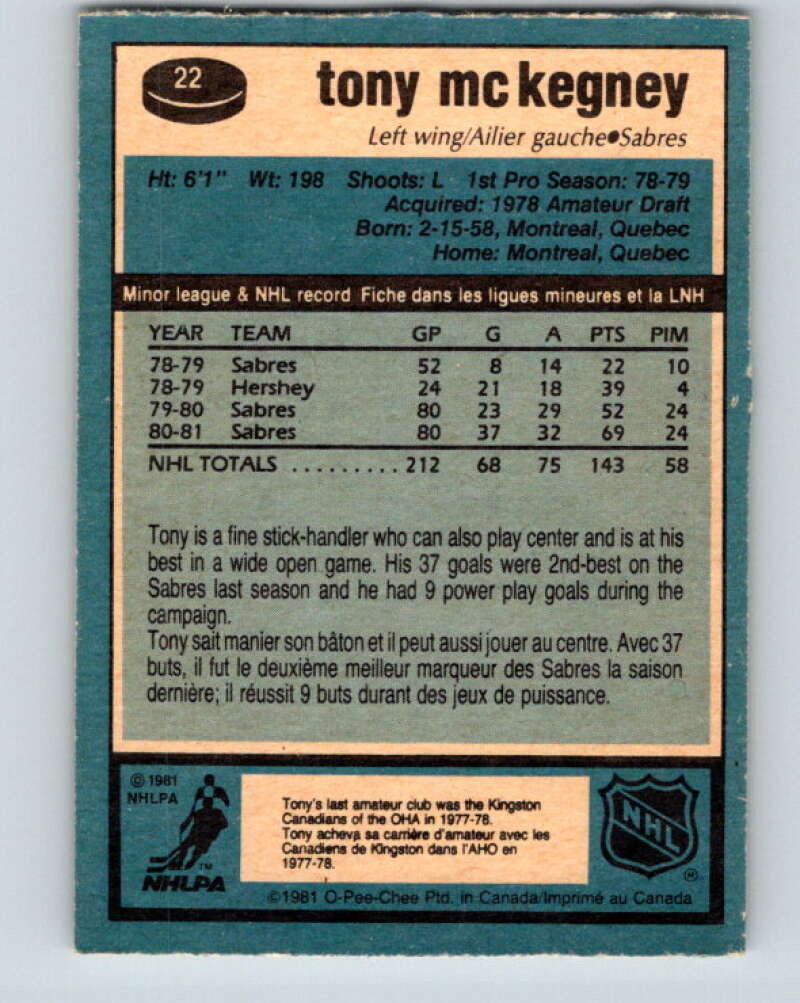 22
tony mc kegney
Left wing/Ailier gauche●Sabres
Ht: 6'1" Wt: 198 Shoots: L 1st Pro Season: 78-79
Acquired: 1978 Amateur Draft
Born: 2-15-58, Montreal, Quebec
Home: Montreal, Quebec
Minor league & NHL record Fiche dans les ligues mineures et la LNH
YEAR TEAM GP G A PTS PIM
78-79 Sabres 52 8 14 22 10
78-79 Hershey 24 21 18 39 4
79-80 Sabres 80 23 29 52 24
80-81 Sabres 80 37 32 69 24
NHL TOTALS .......... 212 68 75 143 58
Tony is a fine stick-handler who can also play center and is at his
best in a wide open game. His 37 goals were 2nd-best on the
Sabres last season and he had 9 power play goals during the
campaign.
Tony sait manier son bâton et il peut aussi jouer au centre. Avec 37
buts, il fut le deuxième meilleur marqueur des Sabres la saison
dernière; il réussit 9 buts durant des jeux de puissance.
© 1981
NHLPA
TM
NHLPA
Tony's last amateur club was the Kingston
Canadians of the OHA in 1977-78.
Tony acheva sa carrière d'amateur avec les
Canadiens de Kingston dans l'AHO en
1977-78.
NHL
®
©1981 O-Pee-Chee Ptd. in Canada/Imprimé au Canada